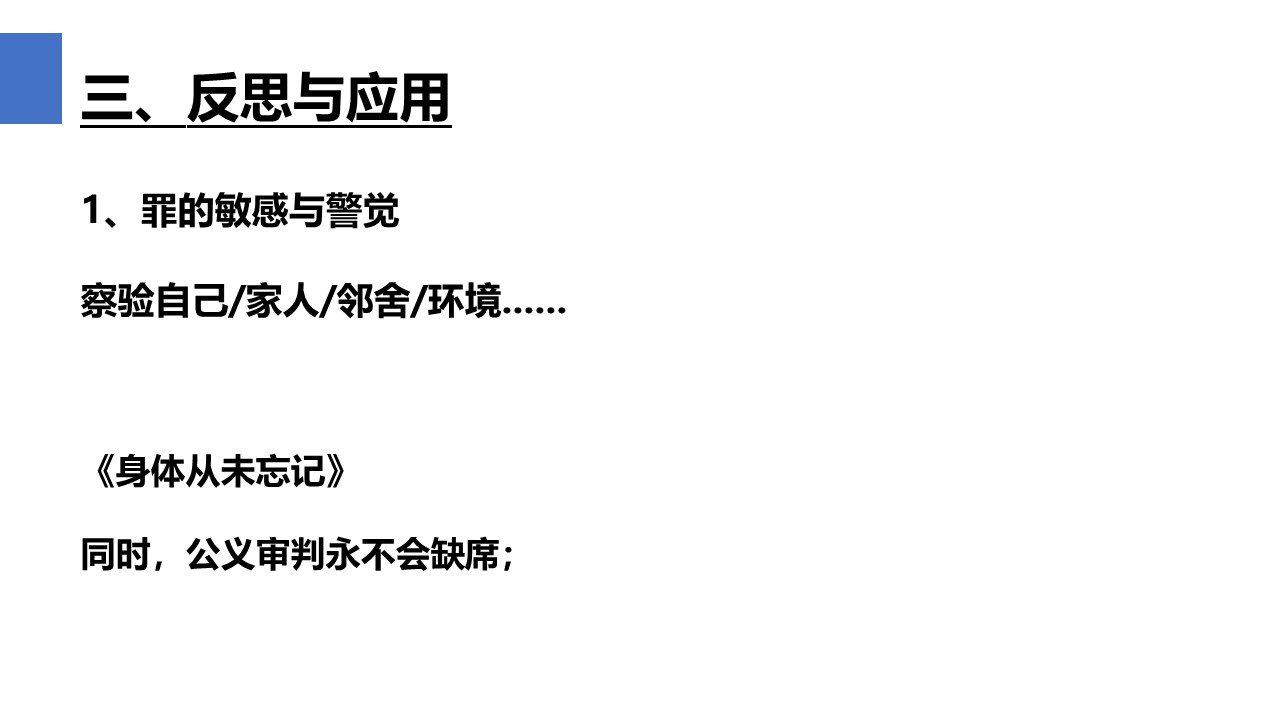 三、反思与应用
1、罪的敏感与警觉
察验自己/家人/邻舍/环境……
《身体从未忘记》
同时，公义审判永不会缺席；